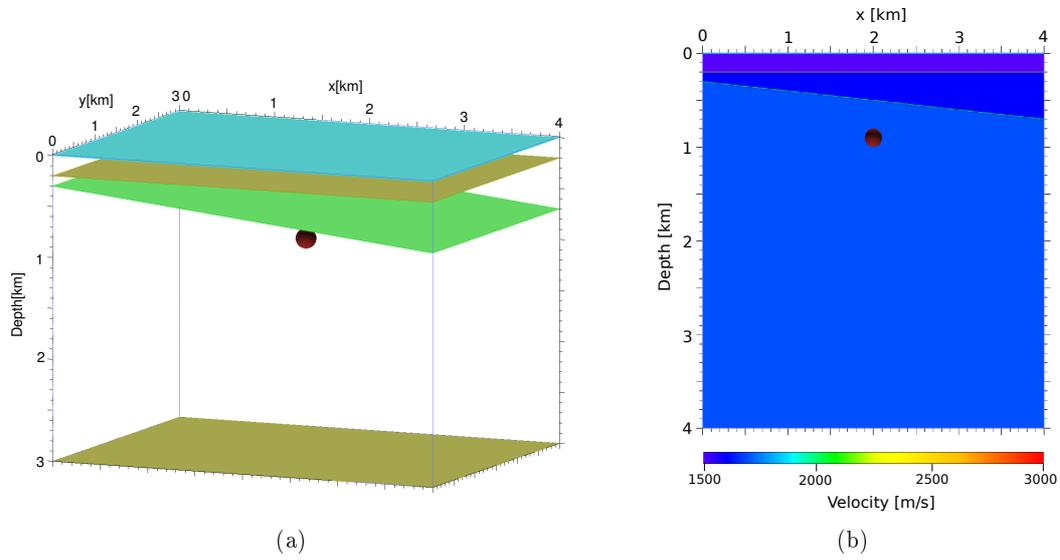 x[km]
y[km]
0 1 2 3 0 1 2 3 4
0
1
2
3
Depth[km]
(a)
x [km]
0 1 2 3 4
0
1
2
3
4
Depth [km]
1500 2000 2500 3000
Velocity [m/s]
(b)